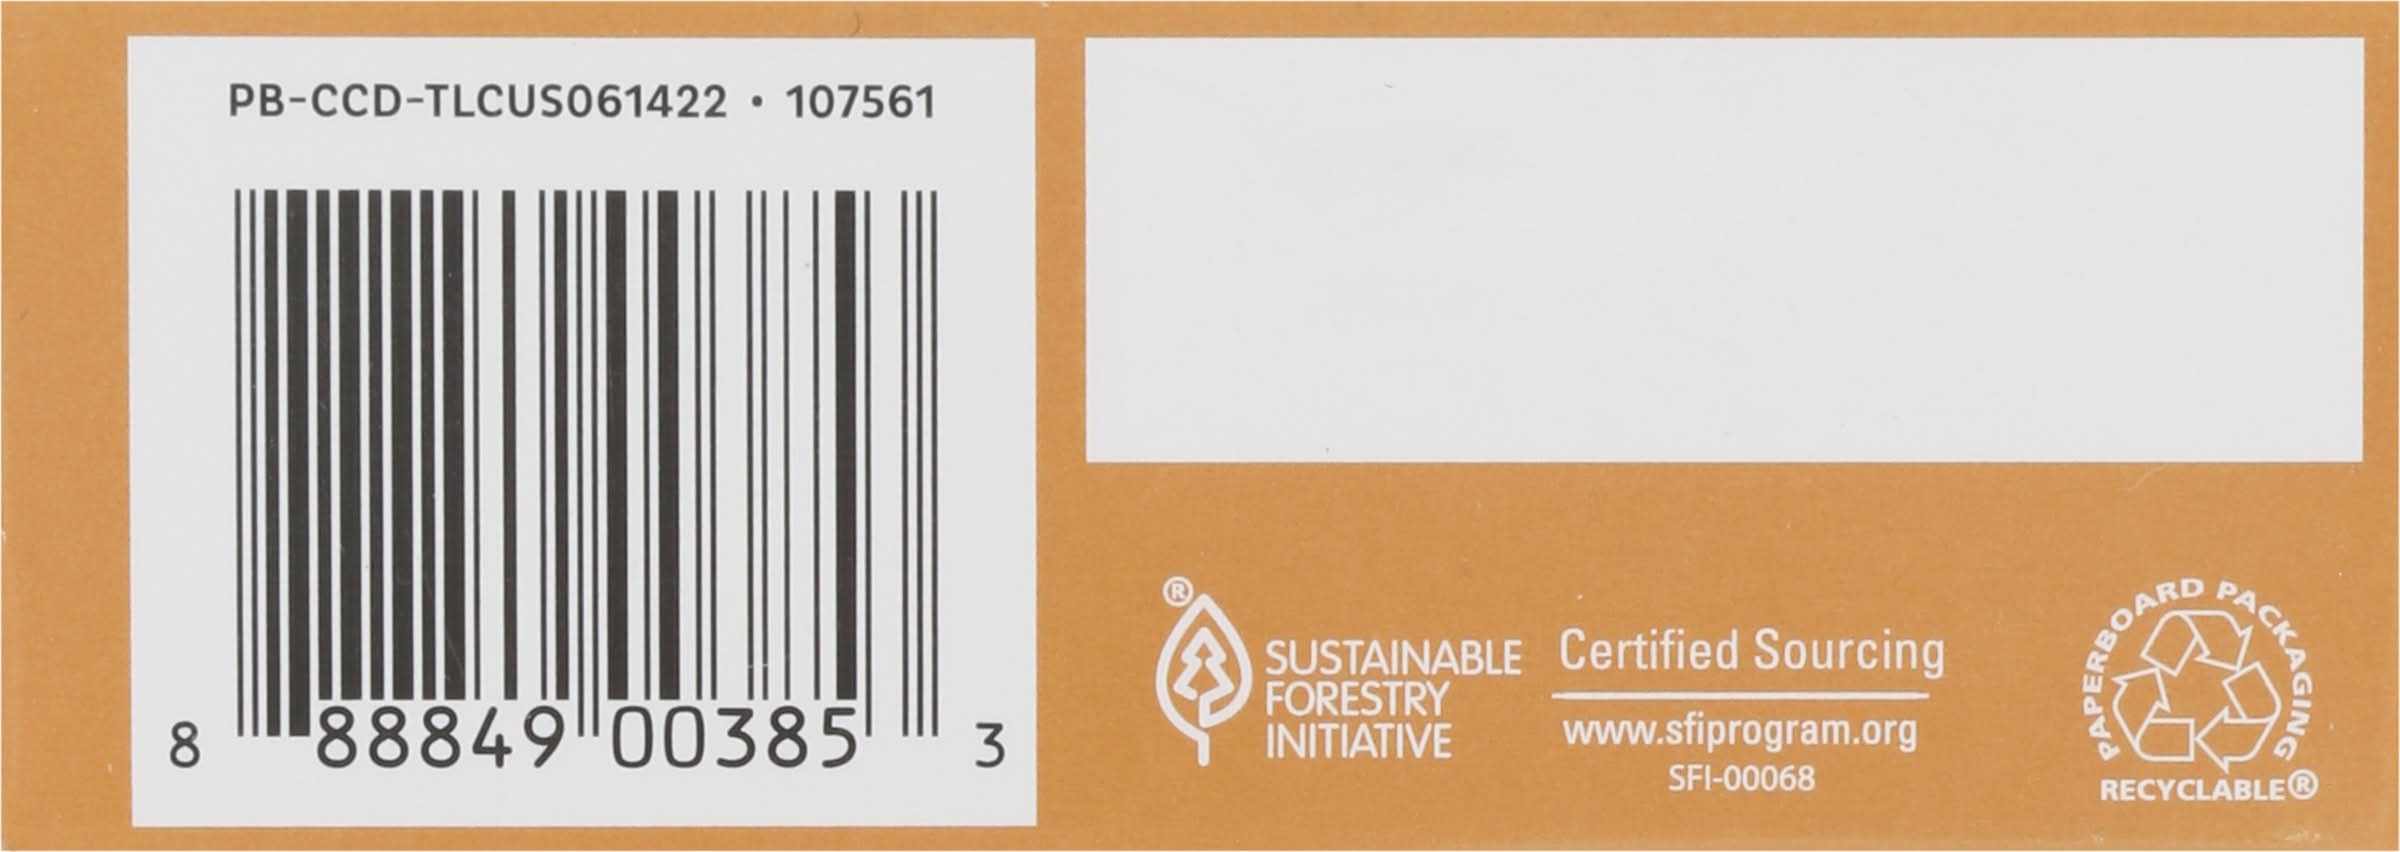 PB-CCD-TLCUS061422 • 107561
8 88849 00385 3
® SUSTAINABLE
FORESTRY
INITIATIVE
Certified Sourcing
www.sfiprogram.org
SFI-00068
PAPERBOARD PACKAGING
RECYCLABLE®